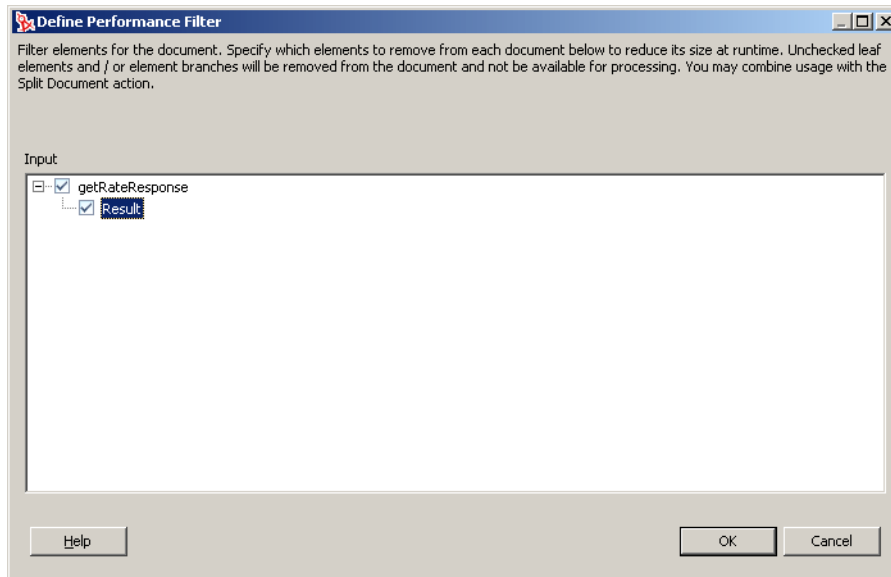 Define Performance Filter
Filter elements for the document. Specify which elements to remove from each document below to reduce its size at runtime. Unchecked leaf
elements and / or element branches will be removed from the document and not be available for processing. You may combine usage with the
Split Document action.
Input
getRateResponse
Result
Help
OK
Cancel